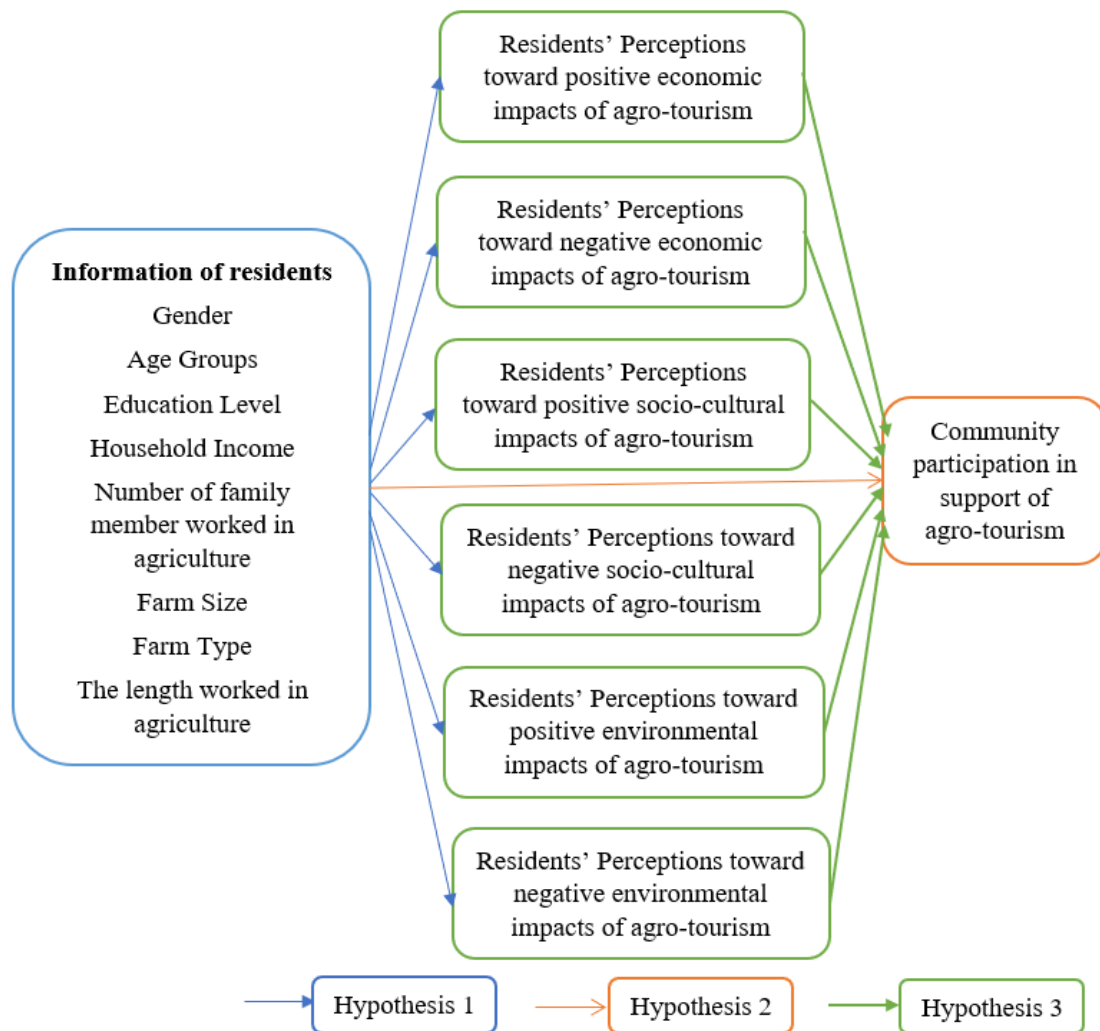 Information of residents
Gender
Age Groups
Education Level
Household Income
Number of family
member worked in
agriculture
Farm Size
Farm Type
The length worked in
agriculture
Residents’ Perceptions
toward positive economic
impacts of agro-tourism
Residents’ Perceptions
toward negative economic
impacts of agro-tourism
Residents’ Perceptions
toward positive socio-cultural
impacts of agro-tourism
Residents’ Perceptions toward
negative socio-cultural
impacts of agro-tourism
Residents’ Perceptions toward
positive environmental
impacts of agro-tourism
Residents’ Perceptions toward
negative environmental
impacts of agro-tourism
Community
participation in
support of
agro-tourism
Hypothesis 1
Hypothesis 2
Hypothesis 3